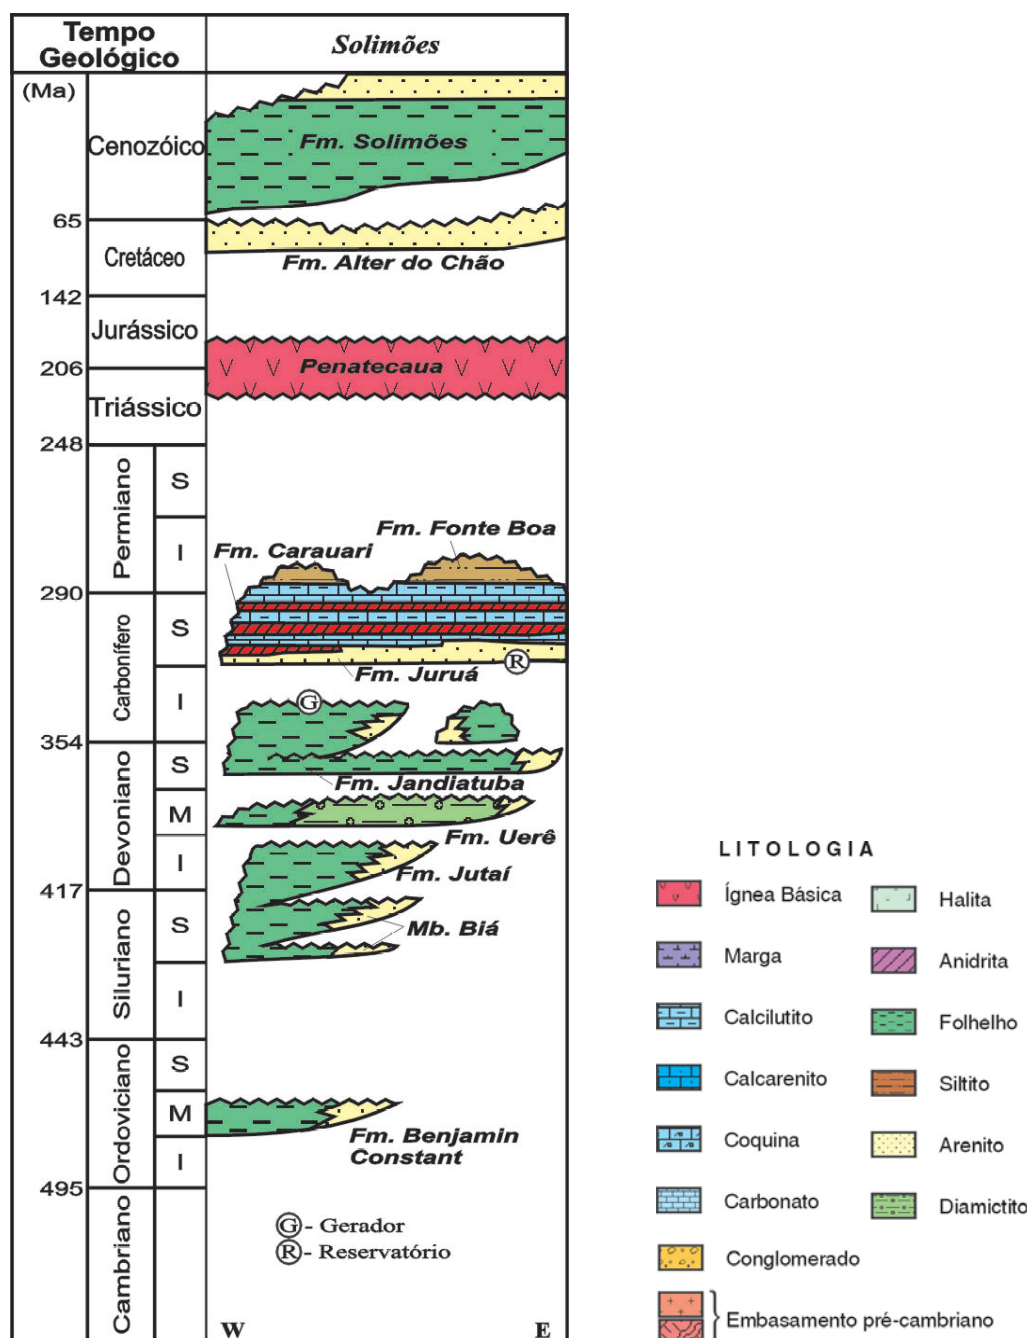 Tempo
Geológico
Solimões
(Ma)
Cenozóico
Fm. Solimões
65
Cretáceo
Fm. Alter do Chão
142
Jurássico
Penatecaua
206
Triássico
248
Permiano
S
I
Fm. Fonte Boa
Fm. Carauari
290
Carbonífero
S
R
Fm. Juruá
I
G
354
Devoniano
S
Fm. Jandiatuba
M
Fm. Uerê
I
Fm. Jutaí
417
Siluriano
S
Mb. Biá
I
443
Ordoviciano
S
M
Fm. Benjamin
Constant
I
495
Cambriano
G - Gerador
R - Reservatório
W
E
LITOLOGIA
Ígnea Básica
Marga
Calcilutito
Calcarenito
Coquina
Carbonato
Conglomerado
Embasamento pré-cambriano
Halita
Anidrita
Folhelho
Siltito
Arenito
Diamictito